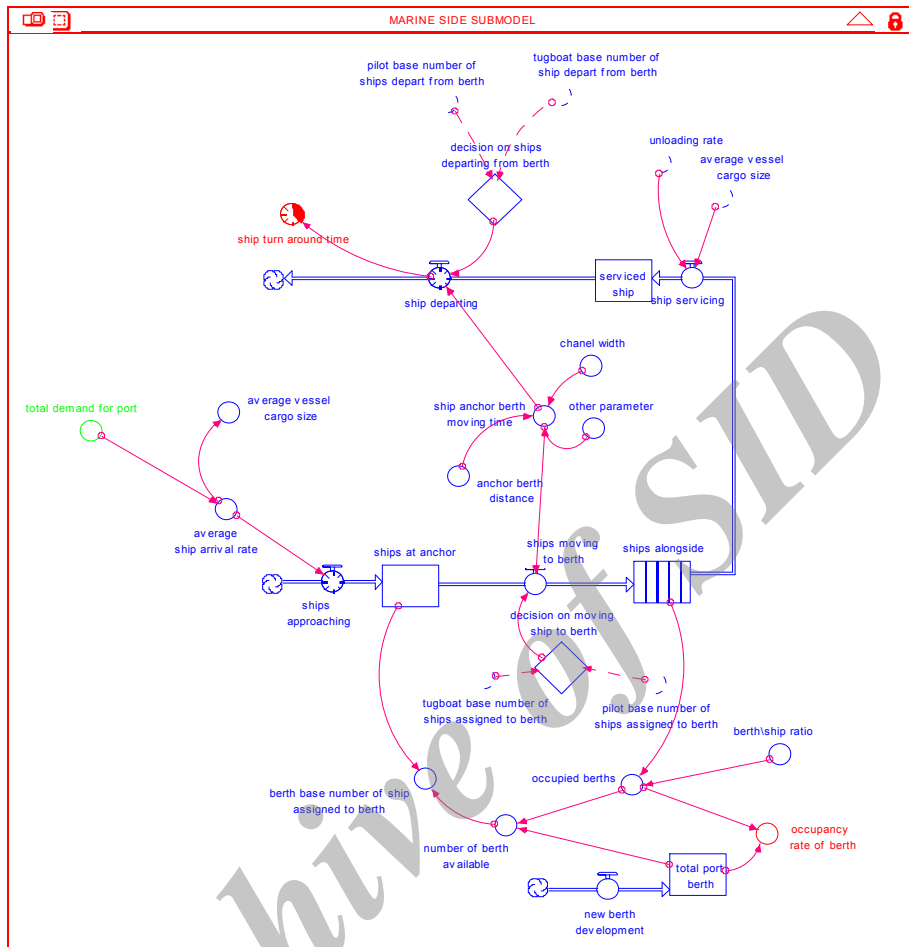 MARINE SIDE SUBMODEL
pilot base number of
ships depart from berth
tugboat base number of
ship depart from berth
decision on ships
departing from berth
unloading rate
average vessel
cargo size
ship turn around time
ship departing
serviced
ship
ship servicing
chanel width
total demand for port
average vessel
cargo size
ship anchor berth
moving time
other parameter
anchor berth
distance
average
ship arrival rate
ships at anchor
ships moving
to berth
ships alongside
ships
approaching
decision on moving
ship to berth
tugboat base number of
ships assigned to berth
pilot base number of
ships assigned to berth
berth\ship ratio
occupied berths
berth base number of ship
assigned to berth
number of berth
available
occupancy
rate of berth
total port
berth
new berth
development
hive of SID